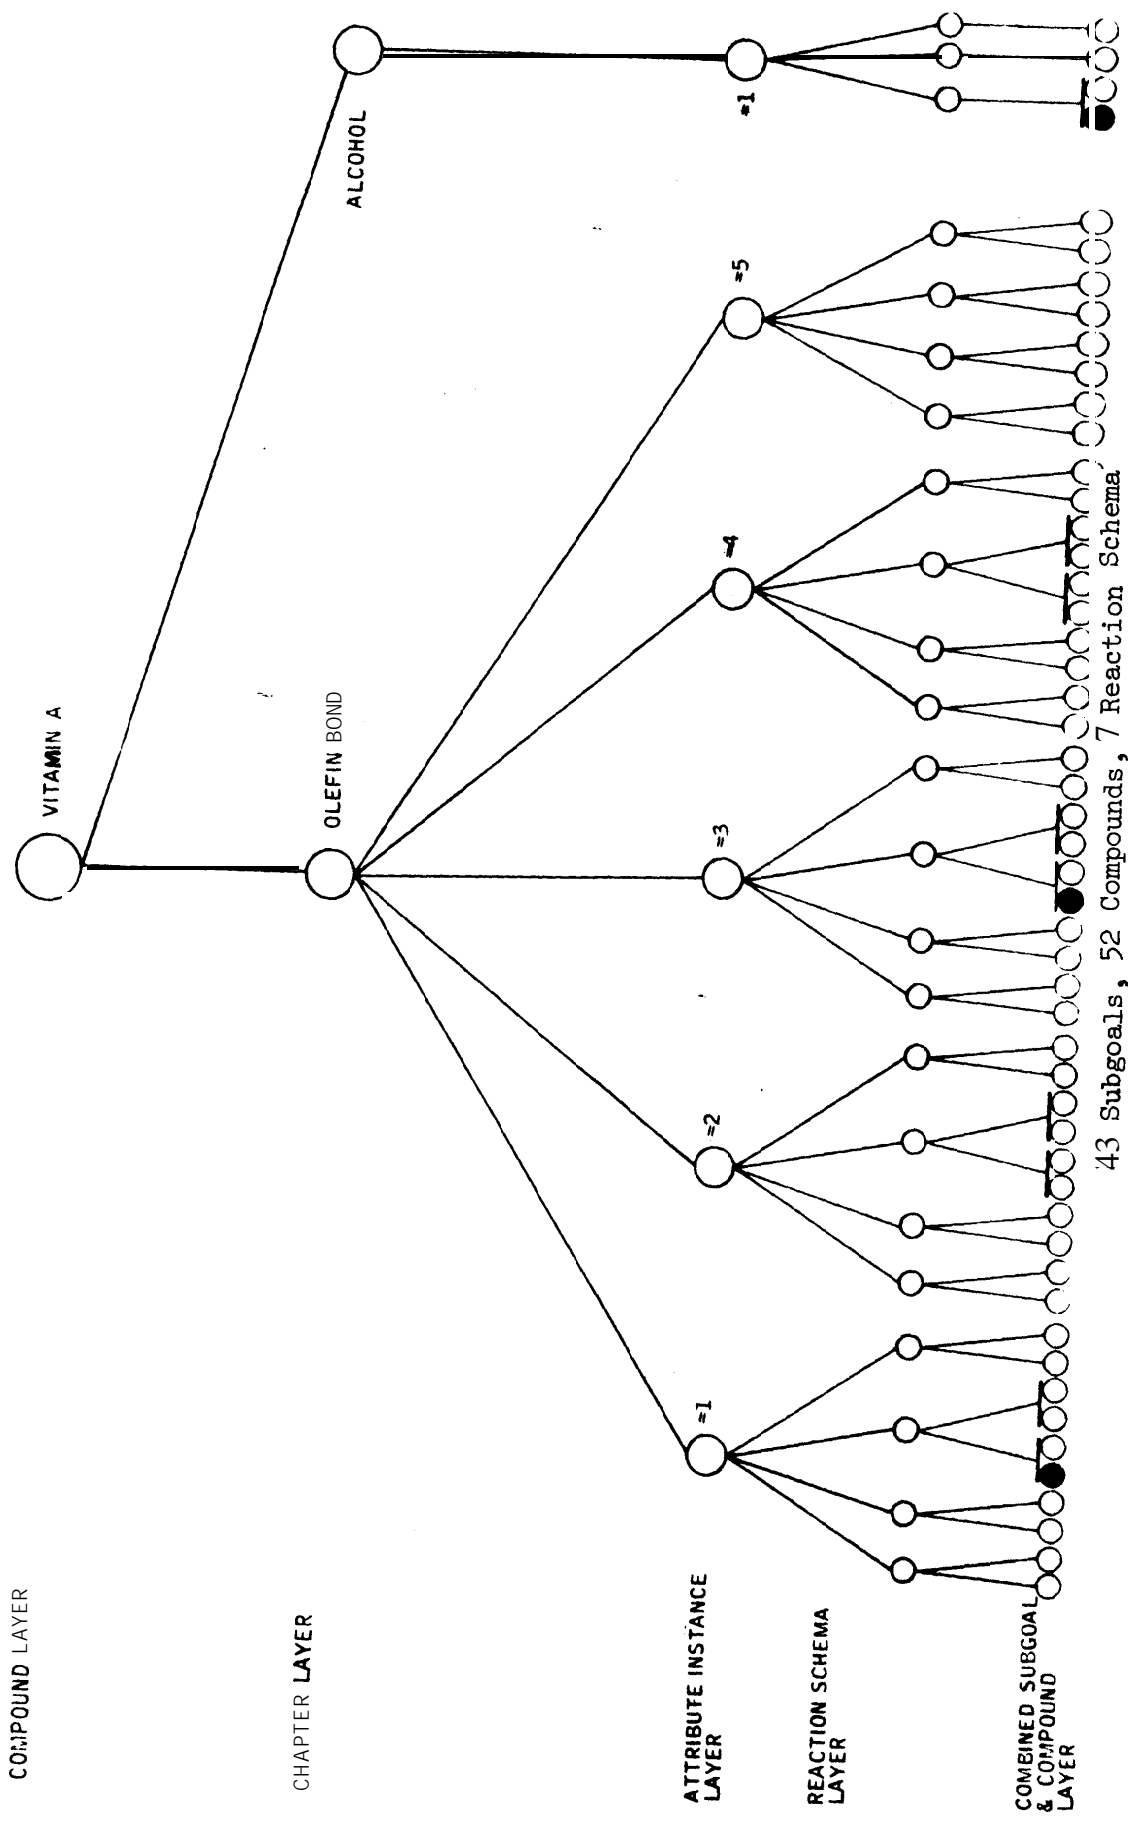 COMPOUND LAYER
VITAMIN A
CHAPTER LAYER
OLEFIN BOND
ALCOHOL
ATTRIBUTE INSTANCE
LAYER
=1
=2
=3
=4
=5
=1
REACTION SCHEMA
LAYER
COMBINED SUBGOAL
& COMPOUND
LAYER
43 Subgoals, 52 Compounds, 7 Reaction Schema